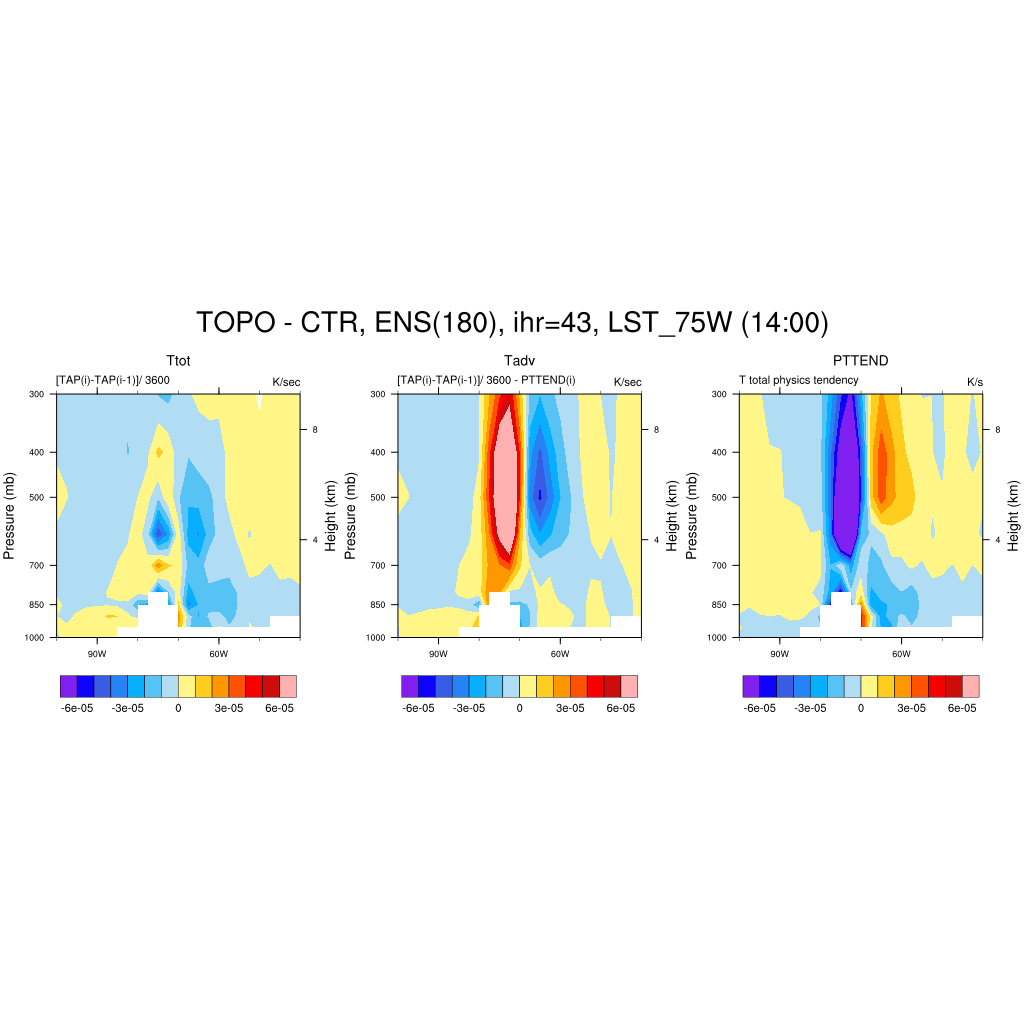 TOPO - CTR, ENS(180), ihr=43, LST_75W (14:00)
Ttot
[TAP(i)-TAP(i-1)]/ 3600 K/sec
300
400
500
700
850
1000
Pressure (mb)
8
4
Height (km)
90W 60W
-6e-05 -3e-05 0 3e-05 6e-05
Tadv
[TAP(i)-TAP(i-1)]/ 3600 - PTTEND(i) K/sec
300
400
500
700
850
1000
Pressure (mb)
8
4
Height (km)
90W 60W
-6e-05 -3e-05 0 3e-05 6e-05
PTTEND
T total physics tendency K/s
300
400
500
700
850
1000
Pressure (mb)
8
4
Height (km)
90W 60W
-6e-05 -3e-05 0 3e-05 6e-05